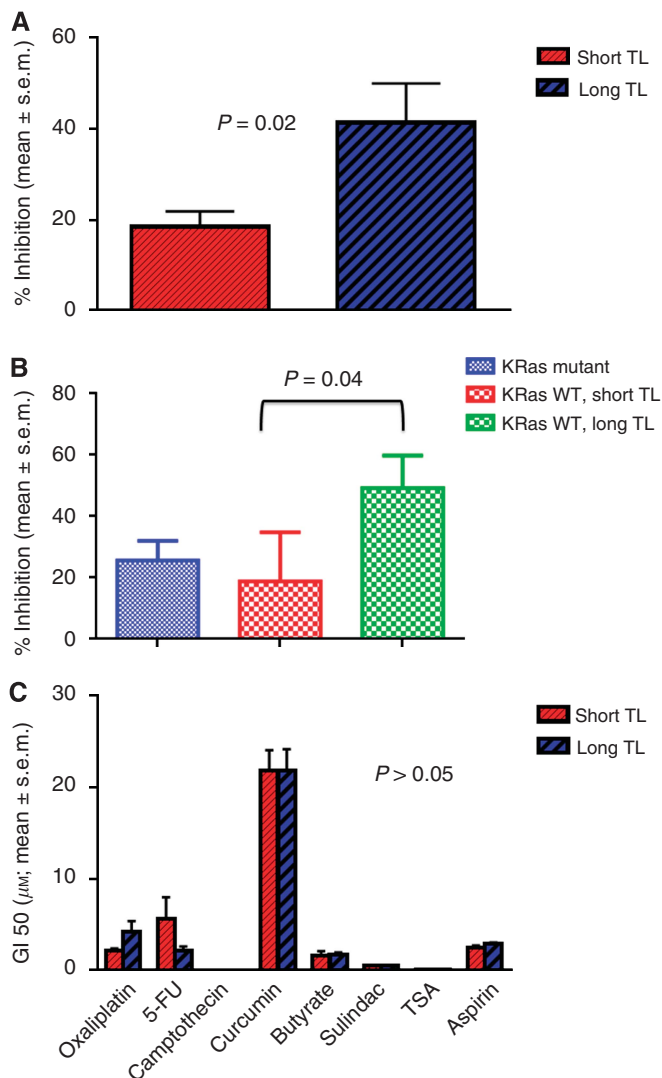 A
% Inhibition (mean ± s.e.m.)
60
40
20
0
P = 0.02
Short TL
Long TL
B
% Inhibition (mean ± s.e.m.)
80
60
40
20
0
P = 0.04
KRas mutant
KRas WT, short TL
KRas WT, long TL
C
GI 50 (μM; mean ± s.e.m.)
30
20
10
0
P > 0.05
Short TL
Long TL
Oxaliplatin
5-FU
Camptothecin
Curcumin
Butyrate
Sulindac
TSA
Aspirin